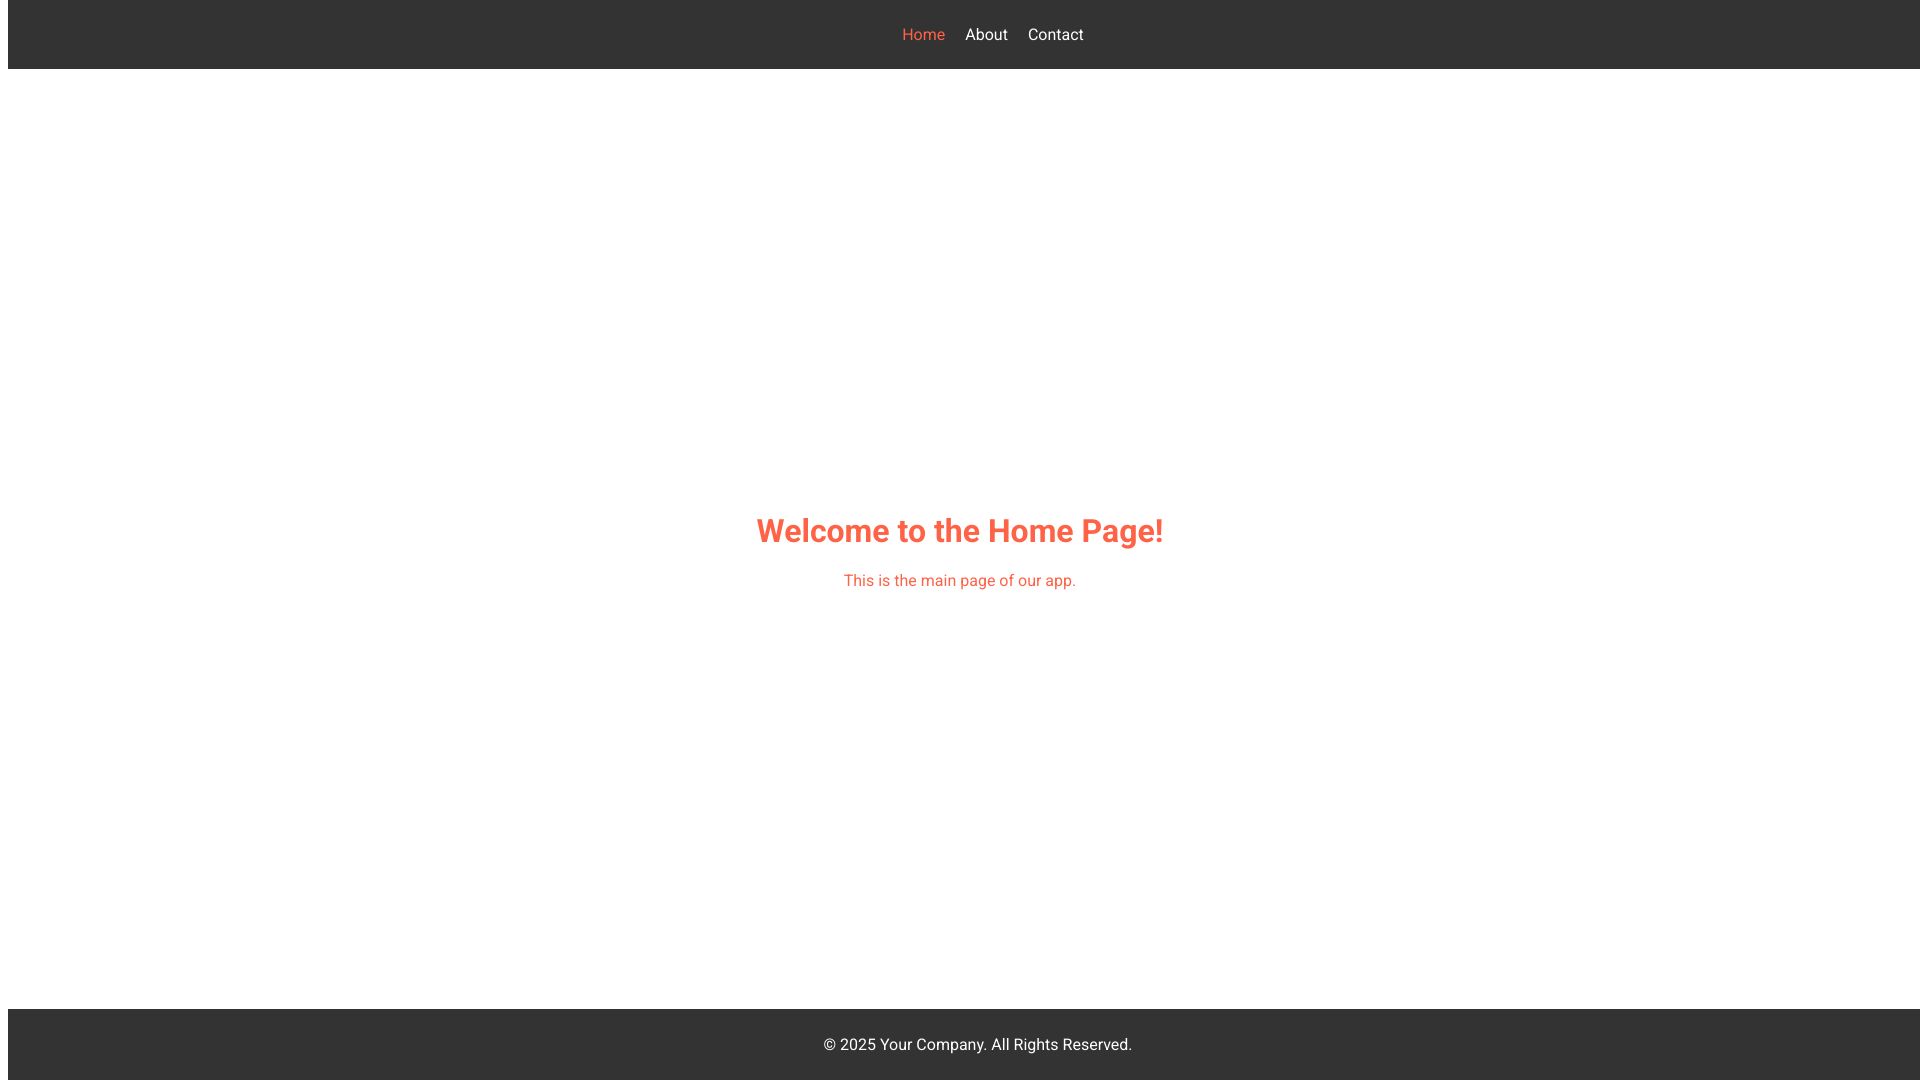 Home About Contact
Welcome to the Home Page!
This is the main page of our app.
© 2025 Your Company. All Rights Reserved.